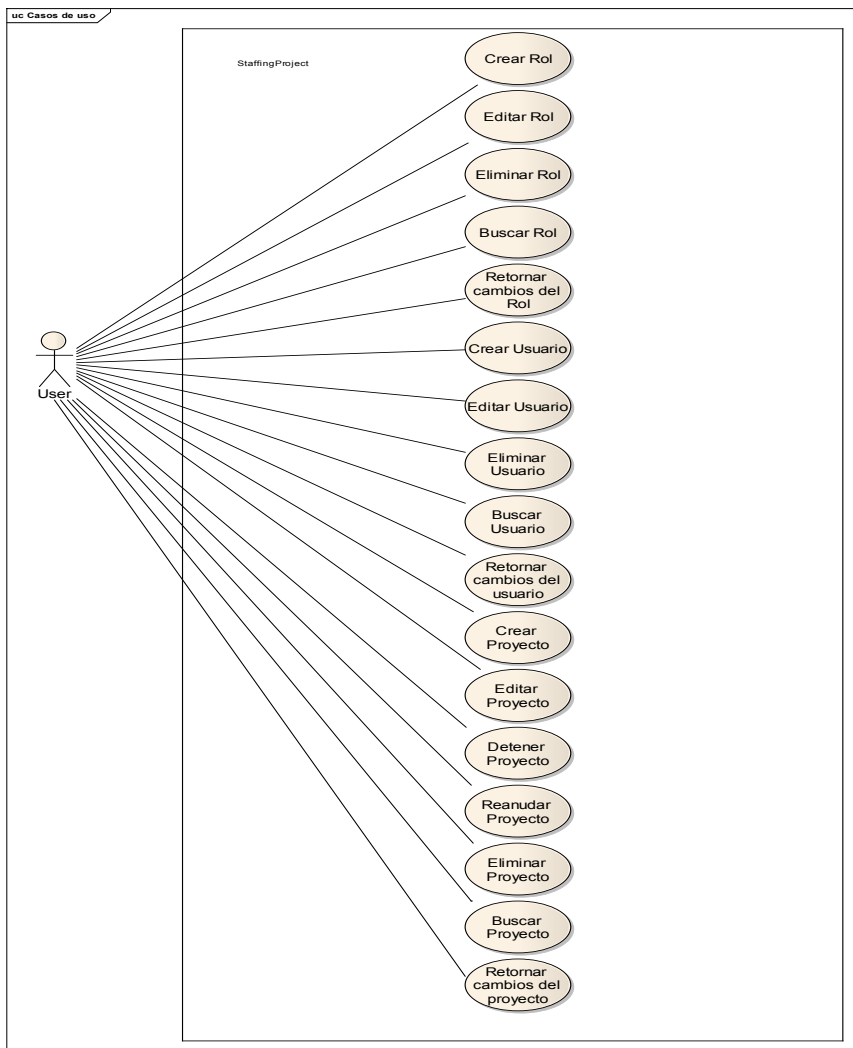 uc Casos de uso
StaffingProject
Crear Rol
Editar Rol
Eliminar Rol
Buscar Rol
Retornar
cambios del
Rol
Crear Usuario
Editar Usuario
Eliminar
Usuario
Buscar
Usuario
Retornar
cambios del
usuario
Crear
Proyecto
Editar
Proyecto
Detener
Proyecto
Reanudar
Proyecto
Eliminar
Proyecto
Buscar
Proyecto
Retornar
cambios del
proyecto
User